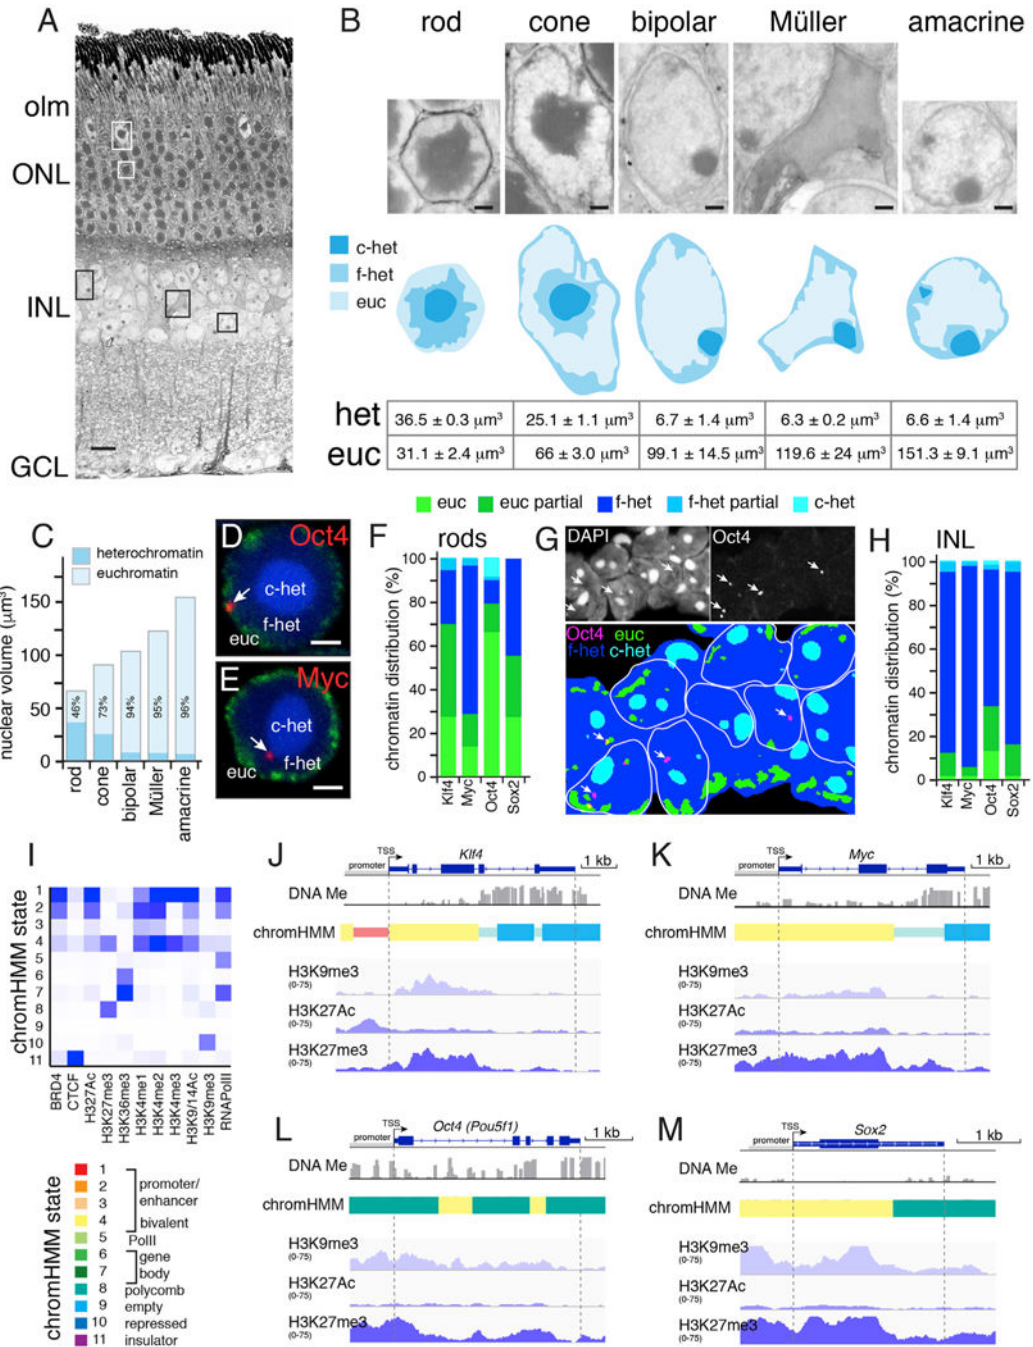 A
olm
ONL
INL
GCL
B
rod cone bipolar Müller amacrine
c-het
f-het
euc
het 36.5 ± 0.3 μm³ 25.1 ± 1.1 μm³ 6.7 ± 1.4 μm³ 6.3 ± 0.2 μm³ 6.6 ± 1.4 μm³
euc 31.1 ± 2.4 μm³ 66 ± 3.0 μm³ 99.1 ± 14.5 μm³ 119.6 ± 24 μm³ 151.3 ± 9.1 μm³
euc euc partial f-het f-het partial c-het
C
heterochromatin
euchromatin
nuclear volume (μm³)
150
100
50
0
46% 73% 94% 95% 96%
rod cone bipolar Müller amacrine
D Oct4
c-het
f-het
euc
E Myc
c-het
euc f-het
F rods
chromatin distribution (%)
100
80
60
40
20
0
Klf4 Myc Oct4 Sox2
G DAPI Oct4
Oct4 euc
f-het c-het
H INL
chromatin distribution (%)
100
80
60
40
20
0
Klf4 Myc Oct4 Sox2
I
chromHMM state
1
2
3
4
5
6
7
8
9
10
11
BRD4 CTCF H327Ac H3K27me3 H3K36me3 H3K4me1 H3K4me2 H3K4me3 H3K9/14Ac H3K9me3 RNAPolII
chromHMM state
1
2 promoter/
3 enhancer
4 bivalent
5 PolII
6 gene
7 body
8 polycomb
9 empty
10 repressed
11 insulator
J
TSS Klf4
promoter 1 kb
DNA Me
chromHMM
H3K9me3
(0-75)
H3K27Ac
(0-75)
H3K27me3
(0-75)
K
TSS Myc
promoter 1 kb
DNA Me
chromHMM
H3K9me3
(0-75)
H3K27Ac
(0-75)
H3K27me3
(0-75)
L
TSS Oct4 (Pou5f1)
promoter 1 kb
DNA Me
chromHMM
H3K9me3
(0-75)
H3K27Ac
(0-75)
H3K27me3
(0-75)
M
TSS Sox2
promoter 1 kb
DNA Me
chromHMM
H3K9me3
(0-75)
H3K27Ac
(0-75)
H3K27me3
(0-75)